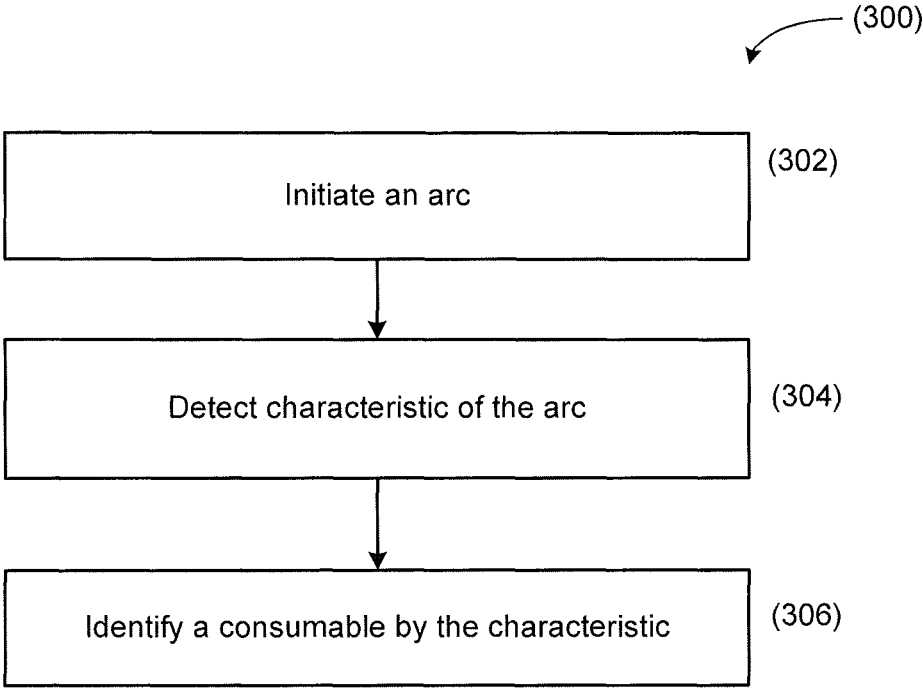 (300)
(302)
Initiate an arc
(304)
Detect characteristic of the arc
(306)
Identify a consumable by the characteristic